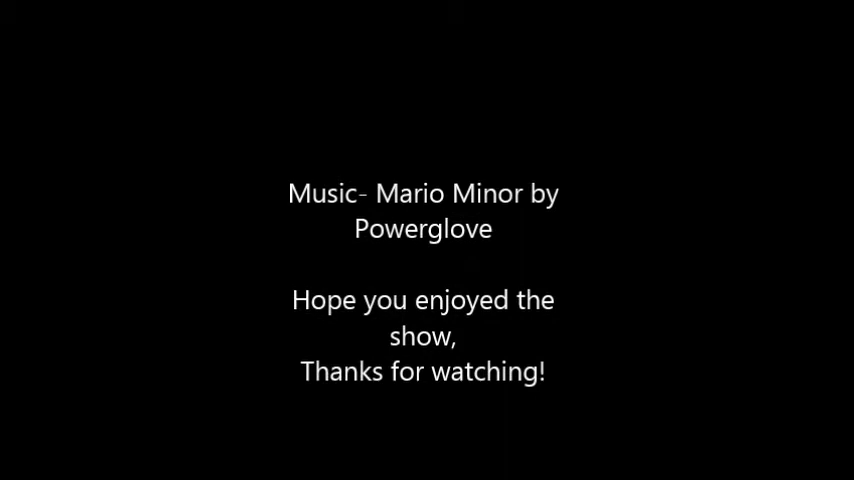 Music- Mario Minor by
Powerglove
Hope you enjoyed the
show,
Thanks for watching!